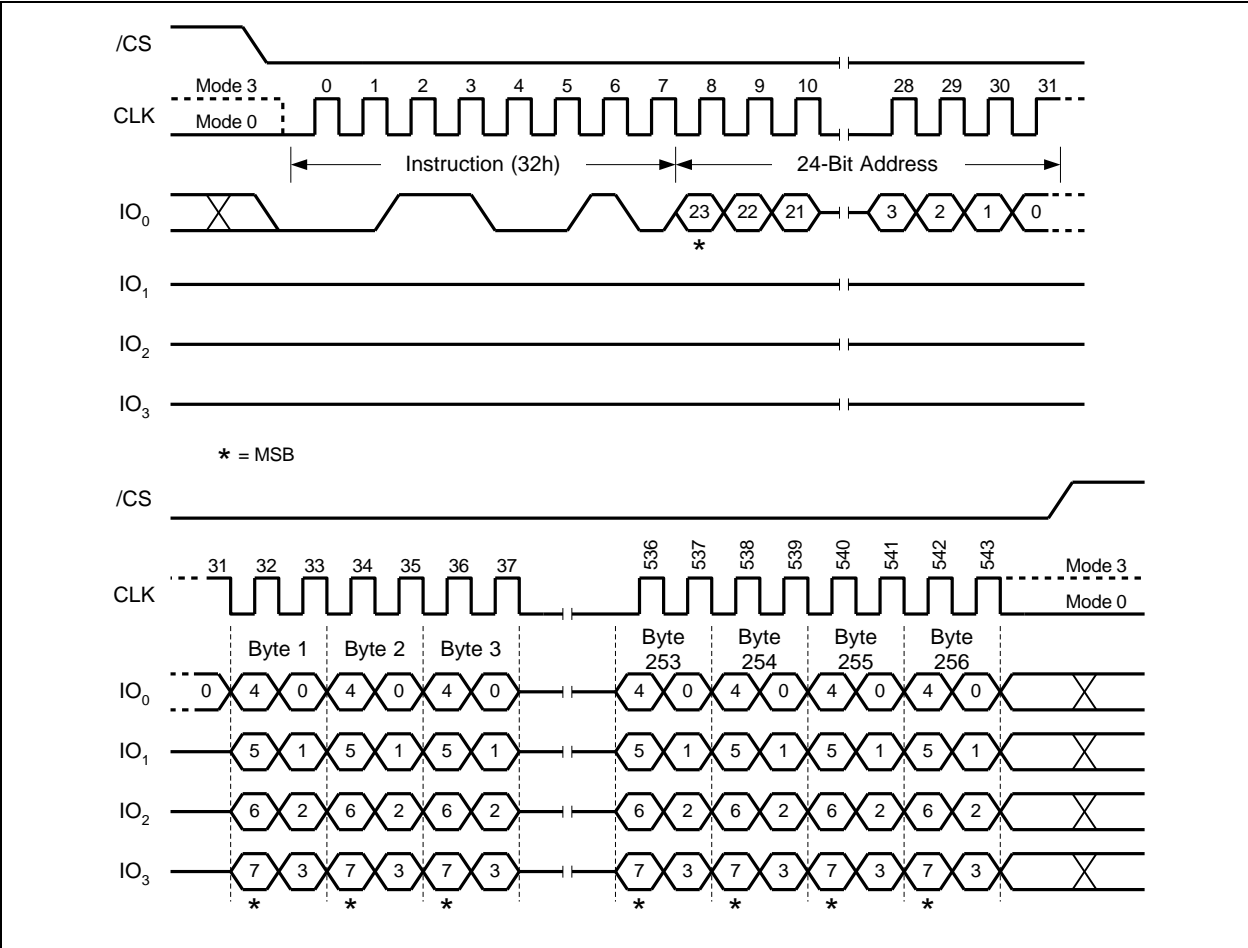 /CS
Mode 3 0 1 2 3 4 5 6 7 8 9 10 28 29 30 31
CLK
Mode 0
Instruction (32h) 24-Bit Address
IO0 23 22 21 3 2 1 0
*
IO1
IO2
IO3
* = MSB
/CS
31 32 33 34 35 36 37 536 537 538 539 540 541 542 543 Mode 3
CLK
Mode 0
Byte 1 Byte 2 Byte 3 Byte 253 Byte 254 Byte 255 Byte 256
IO0 0 4 0 4 0 4 0 4 0 4 0 4 0 4 0
IO1 5 1 5 1 5 1 5 1 5 1 5 1 5 1
IO2 6 2 6 2 6 2 6 2 6 2 6 2 6 2
IO3 7 3 7 3 7 3 7 3 7 3 7 3 7 3
* * * * * * *